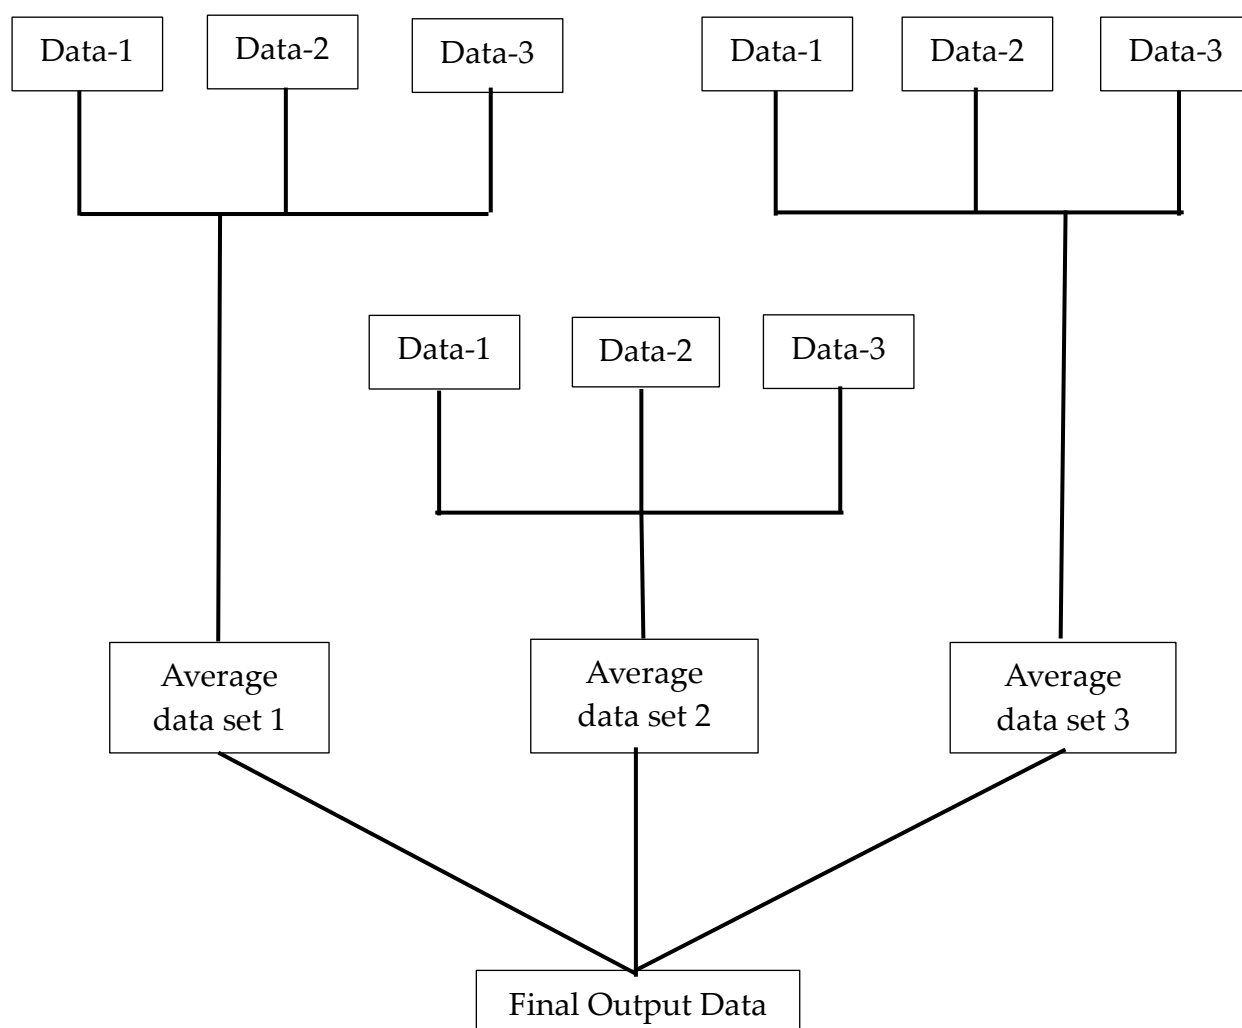 Data-1
Data-2
Data-3
Data-1
Data-2
Data-3
Data-1
Data-2
Data-3
Average
data set 1
Average
data set 2
Average
data set 3
Final Output Data